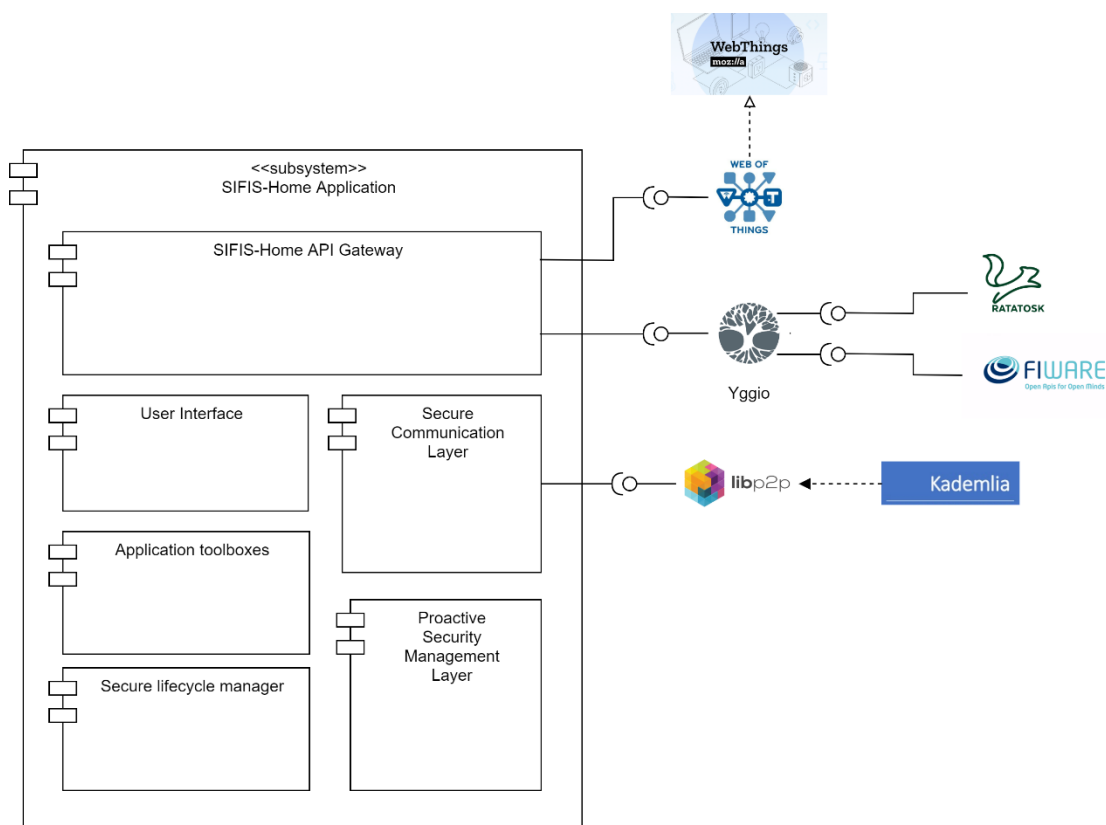 WebThings
moz://a
<<subsystem>>
SIFIS-Home Application
WEB OF
T
THINGS
SIFIS-Home API Gateway
RATATOSK
FIWARE
Open APIs for Open Minds
Yggio
User Interface
Secure
Communication
Layer
libp2p
Kademlia
Application toolboxes
Proactive
Security
Management
Layer
Secure lifecycle manager